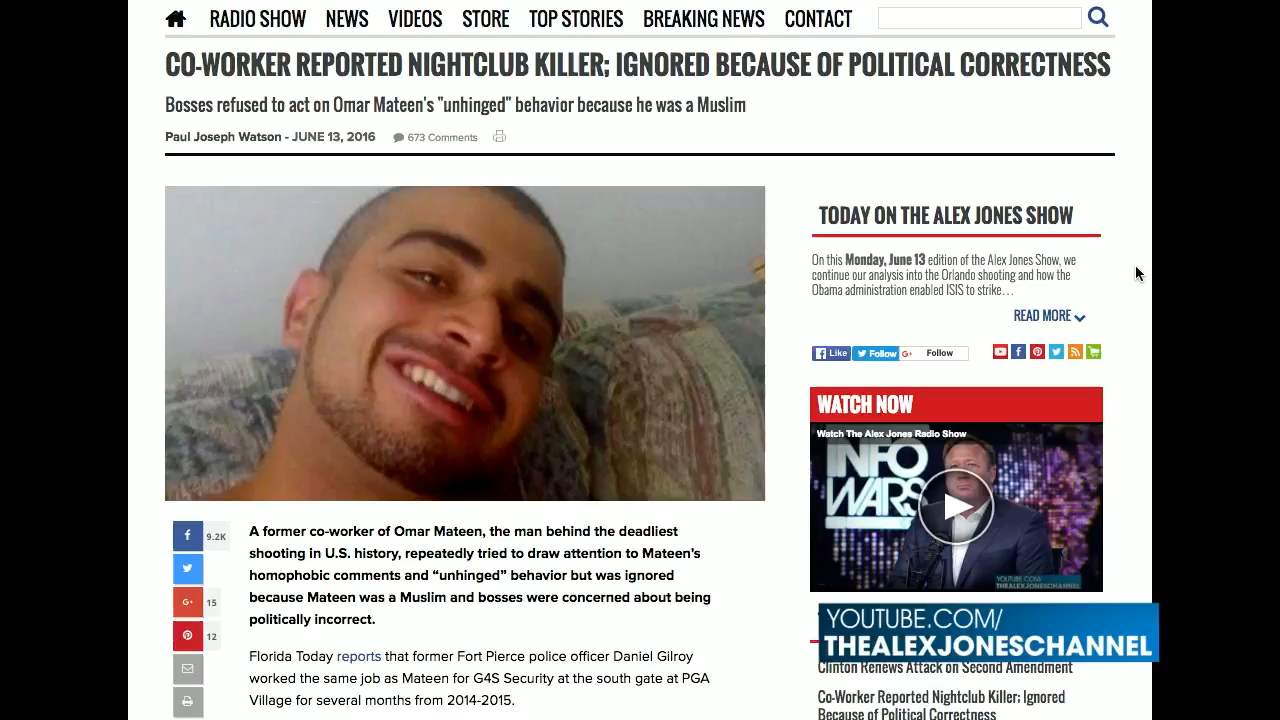 RADIO SHOW NEWS VIDEOS STORE TOP STORIES BREAKING NEWS CONTACT
CO-WORKER REPORTED NIGHTCLUB KILLER; IGNORED BECAUSE OF POLITICAL CORRECTNESS
Bosses refused to act on Omar Mateen's "unhinged" behavior because he was a Muslim
Paul Joseph Watson - JUNE 13, 2016 673 Comments
A former co-worker of Omar Mateen, the man behind the deadliest
shooting in U.S. history, repeatedly tried to draw attention to Mateen’s
homophobic comments and “unhinged” behavior but was ignored
because Mateen was a Muslim and bosses were concerned about being
politically incorrect.
Florida Today reports that former Fort Pierce police officer Daniel Gilroy
worked the same job as Mateen for G4S Security at the south gate at PGA
Village for several months from 2014-2015.
9.2K
15
12
TODAY ON THE ALEX JONES SHOW
On this Monday, June 13 edition of the Alex Jones Show, we
continue our analysis into the Orlando shooting and how the
Obama administration enabled ISIS to strike…
READ MORE
Like Follow Follow
WATCH NOW
Watch The Alex Jones Radio Show
INFO
WARS
YOUTUBE.COM/
THEALEXJONESCHANNEL
YOUTUBE.COM/
THEALEXJONESCHANNEL
Clinton Renews Attack on Second Amendment
Co-Worker Reported Nightclub Killer; Ignored
Because of Political Correctness